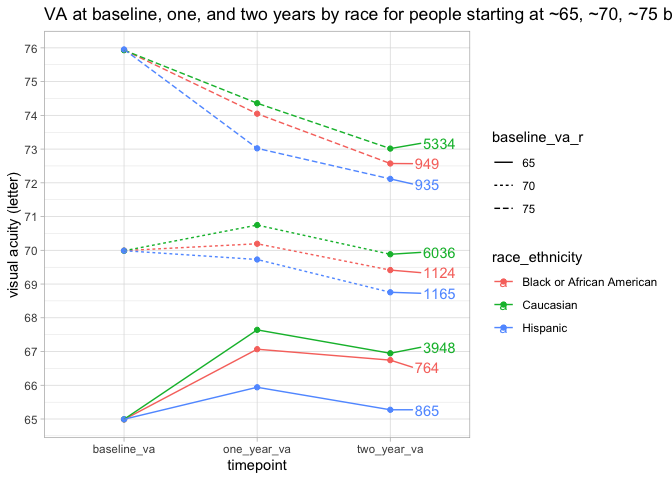 VA at baseline, one, and two years by race for people starting at ~65, ~70, ~75 b
76
75
74
73
72
71
70
69
68
67
66
65
visual acuity (letter)
5334
949
935
6036
1124
1165
3948
764
865
baseline_va
one_year_va
two_year_va
timepoint
baseline_va_r
65
70
75
race_ethnicity
a Black or African American
a Caucasian
a Hispanic